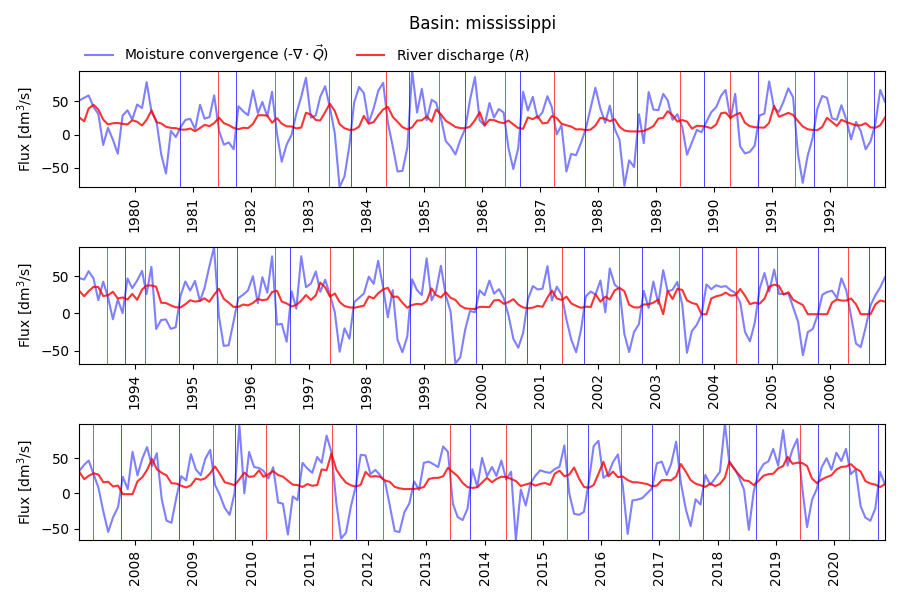 Basin: mississippi
Moisture convergence (-∇ · Q⃗) River discharge (R)
Flux [dm³/s]
50
0
−50
1980 1981 1982 1983 1984 1985 1986 1987 1988 1989 1990 1991 1992
Flux [dm³/s]
50
0
−50
1994 1995 1996 1997 1998 1999 2000 2001 2002 2003 2004 2005 2006
Flux [dm³/s]
50
0
−50
2008 2009 2010 2011 2012 2013 2014 2015 2016 2017 2018 2019 2020